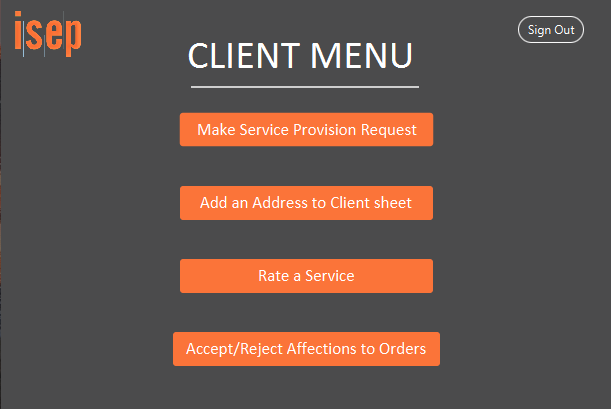 isep
Sign Out
CLIENT MENU
Make Service Provision Request
Add an Address to Client sheet
Rate a Service
Accept/Reject Affections to Orders